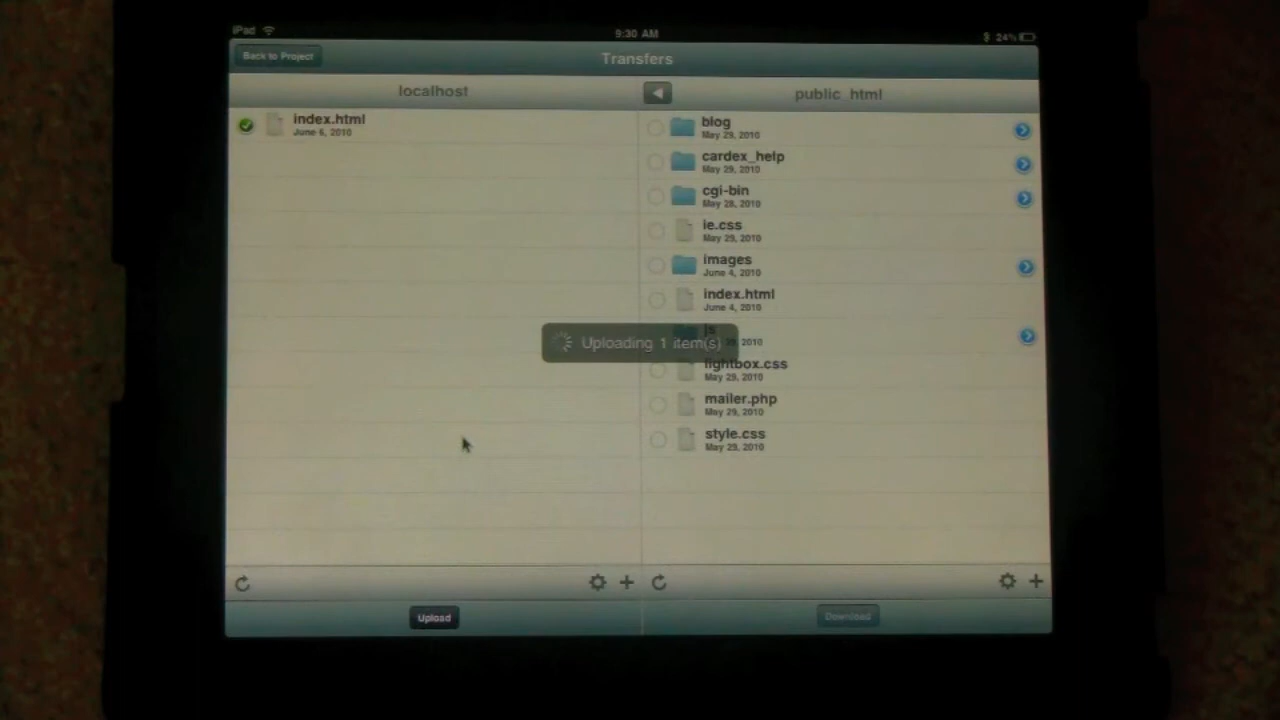 iPad
9:30 AM
24%
Back to Project
Transfers
localhost
public_html
index.html
June 6, 2010
blog
May 29, 2010
cardex_help
May 29, 2010
cgi-bin
May 28, 2010
ie.css
May 29, 2010
images
June 4, 2010
index.html
June 4, 2010
js
2010
Uploading 1 item(s)
lightbox.css
May 29, 2010
mailer.php
May 29, 2010
style.css
May 29, 2010
Upload
Download